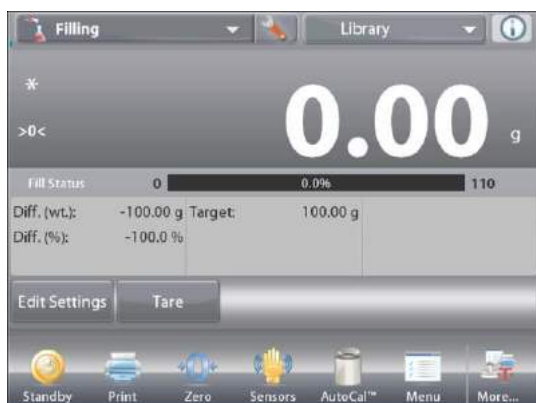 Filling Library
*
>0<
0.00 g
Fill Status 0 0.0% 110
Diff. (wt.): -100.00 g Target: 100.00 g
Diff. (%): -100.0 %
Edit Settings Tare
Standby Print Zero Sensors AutoCal™ Menu More...